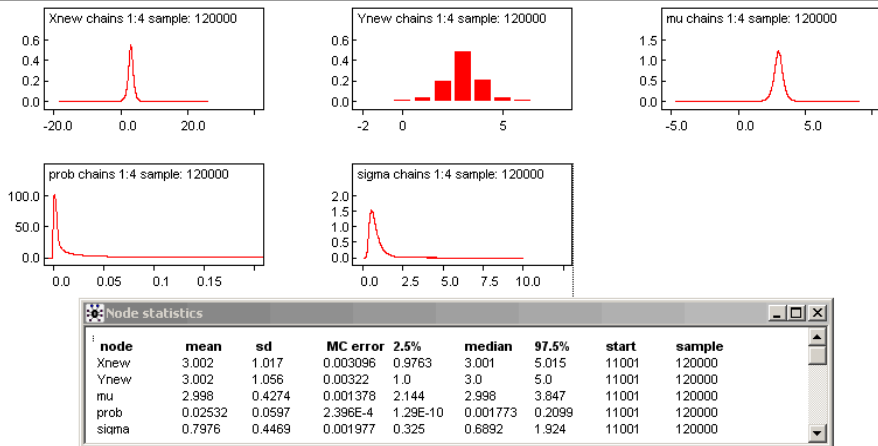 Xnew chains 1:4 sample: 120000
0.6
0.4
0.2
0.0
-20.0 0.0 20.0
Ynew chains 1:4 sample: 120000
0.6
0.4
0.2
0.0
-2 0 5
mu chains 1:4 sample: 120000
1.5
1.0
0.5
0.0
-5.0 0.0 5.0
prob chains 1:4 sample: 120000
100.0
50.0
0.0
0.0 0.05 0.1 0.15
sigma chains 1:4 sample: 120000
2.0
1.5
1.0
0.5
0.0
0.0 2.5 5.0 7.5 10.0
Node statistics
node mean sd MC error 2.5% median 97.5% start sample
Xnew 3.002 1.017 0.003096 0.9763 3.001 5.015 11001 120000
Ynew 3.002 1.056 0.00322 1.0 3.0 5.0 11001 120000
mu 2.998 0.4274 0.001378 2.144 2.998 3.847 11001 120000
prob 0.02532 0.0597 2.396E-4 1.29E-10 0.001773 0.2099 11001 120000
sigma 0.7976 0.4469 0.001977 0.325 0.6892 1.924 11001 120000